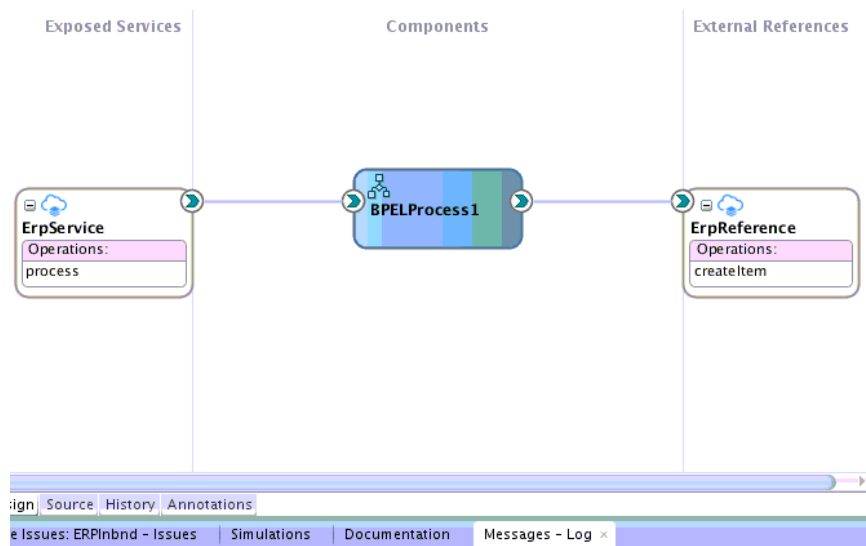 Exposed Services
Components
External References
ErpService
Operations:
process
BPELProcess1
ErpReference
Operations:
createItem
sign Source History Annotations
e Issues: ERPInbnd - Issues Simulations Documentation Messages - Log ×